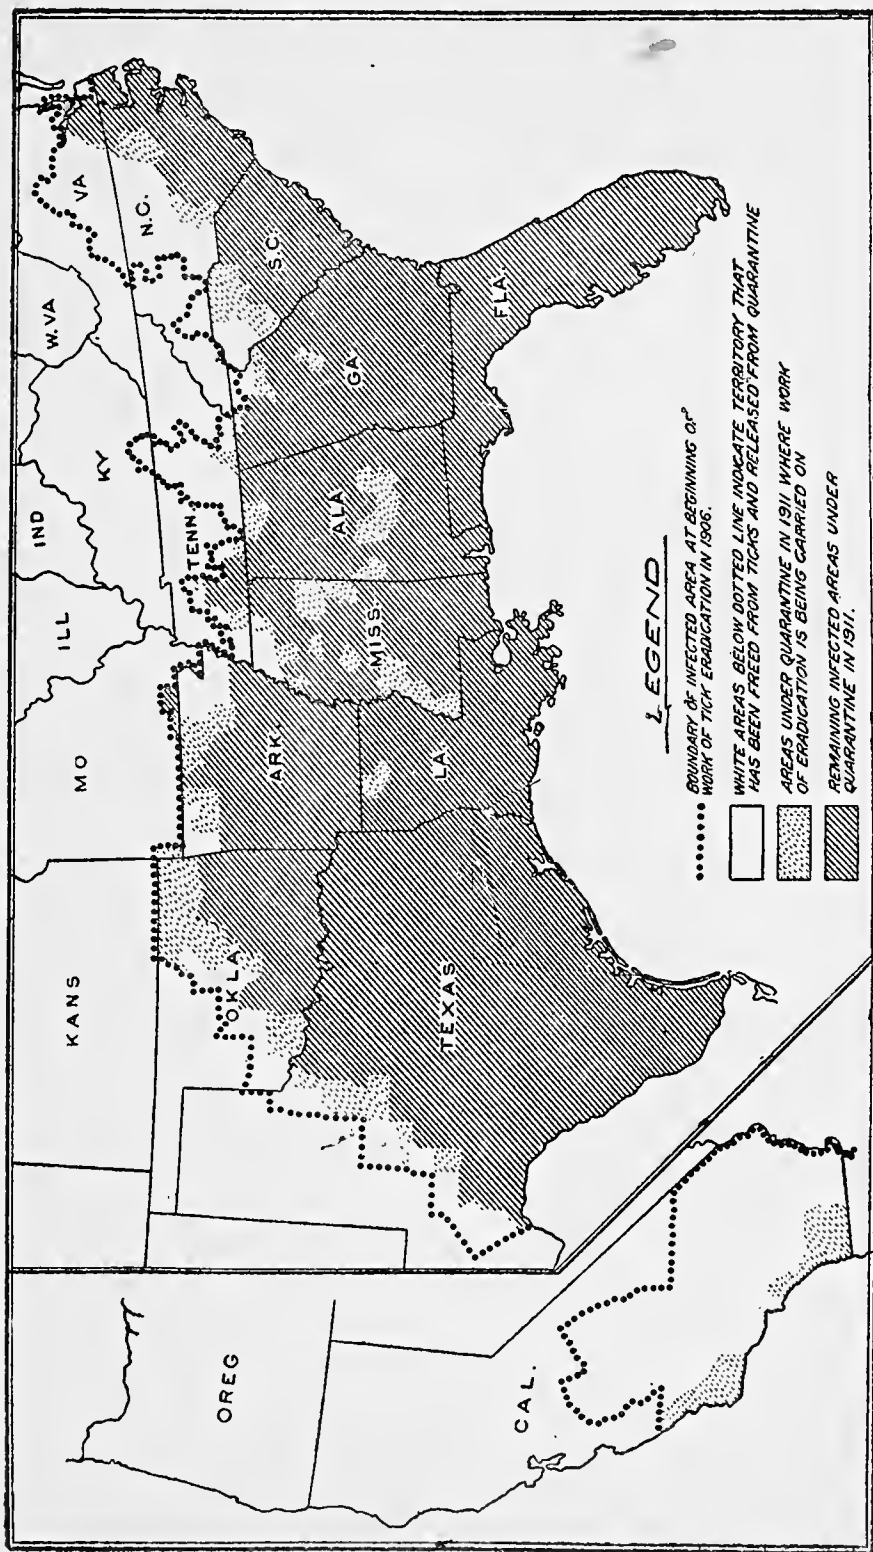 OREG
CAL.
KANS
MO
ILL
IND
KY
W. VA
VA
N.C.
TENN.
OKLA
ARK.
TEXAS
LA.
MISS.
ALA.
GA.
S.C.
FLA.
LEGEND
BOUNDARY OF INFECTED AREA AT BEGINNING OF
WORK OF TICK ERADICATION IN 1906.
WHITE AREAS BELOW DOTTED LINE INDICATE TERRITORY THAT
HAS BEEN FREED FROM TICKS AND RELEASED FROM QUARANTINE
AREAS UNDER QUARANTINE IN 1911 WHERE WORK
OF ERADICATION IS BEING CARRIED ON
REMAINING INFECTED AREAS UNDER
QUARANTINE IN 1911.